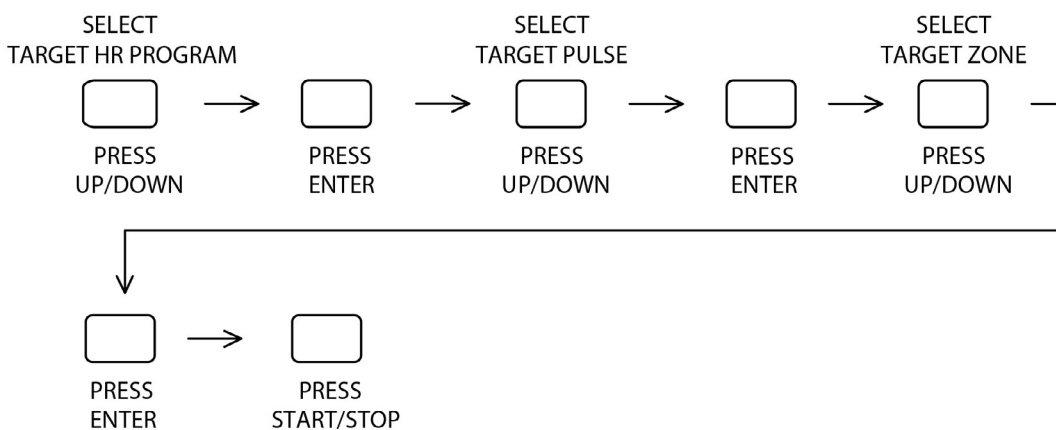 SELECT
TARGET HR PROGRAM
SELECT
TARGET PULSE
SELECT
TARGET ZONE
PRESS
UP/DOWN
PRESS
ENTER
PRESS
UP/DOWN
PRESS
ENTER
PRESS
UP/DOWN
PRESS
ENTER
PRESS
START/STOP